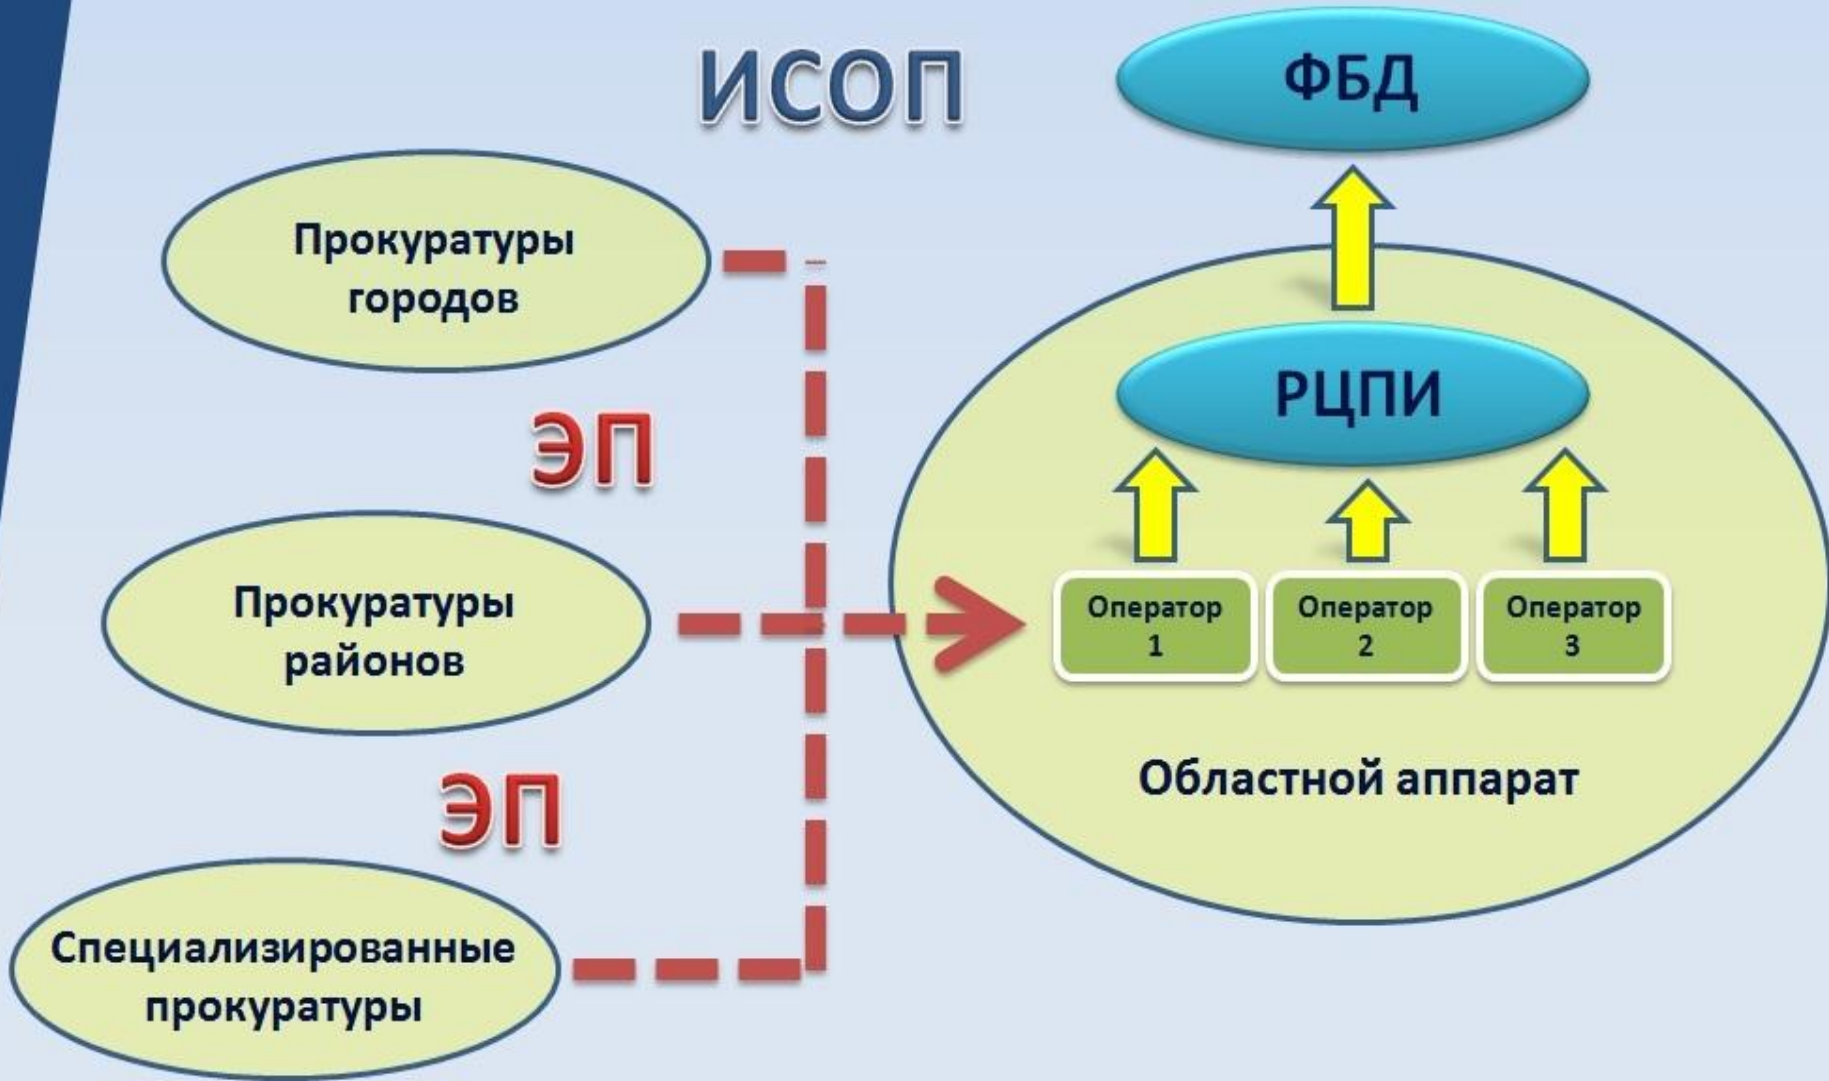 ИСОП
ФБД
Прокуратуры
городов
ЭП
РЦПИ
Прокуратуры
районов
Оператор
1
Оператор
2
Оператор
3
Областной аппарат
ЭП
Специализированные
прокуратуры